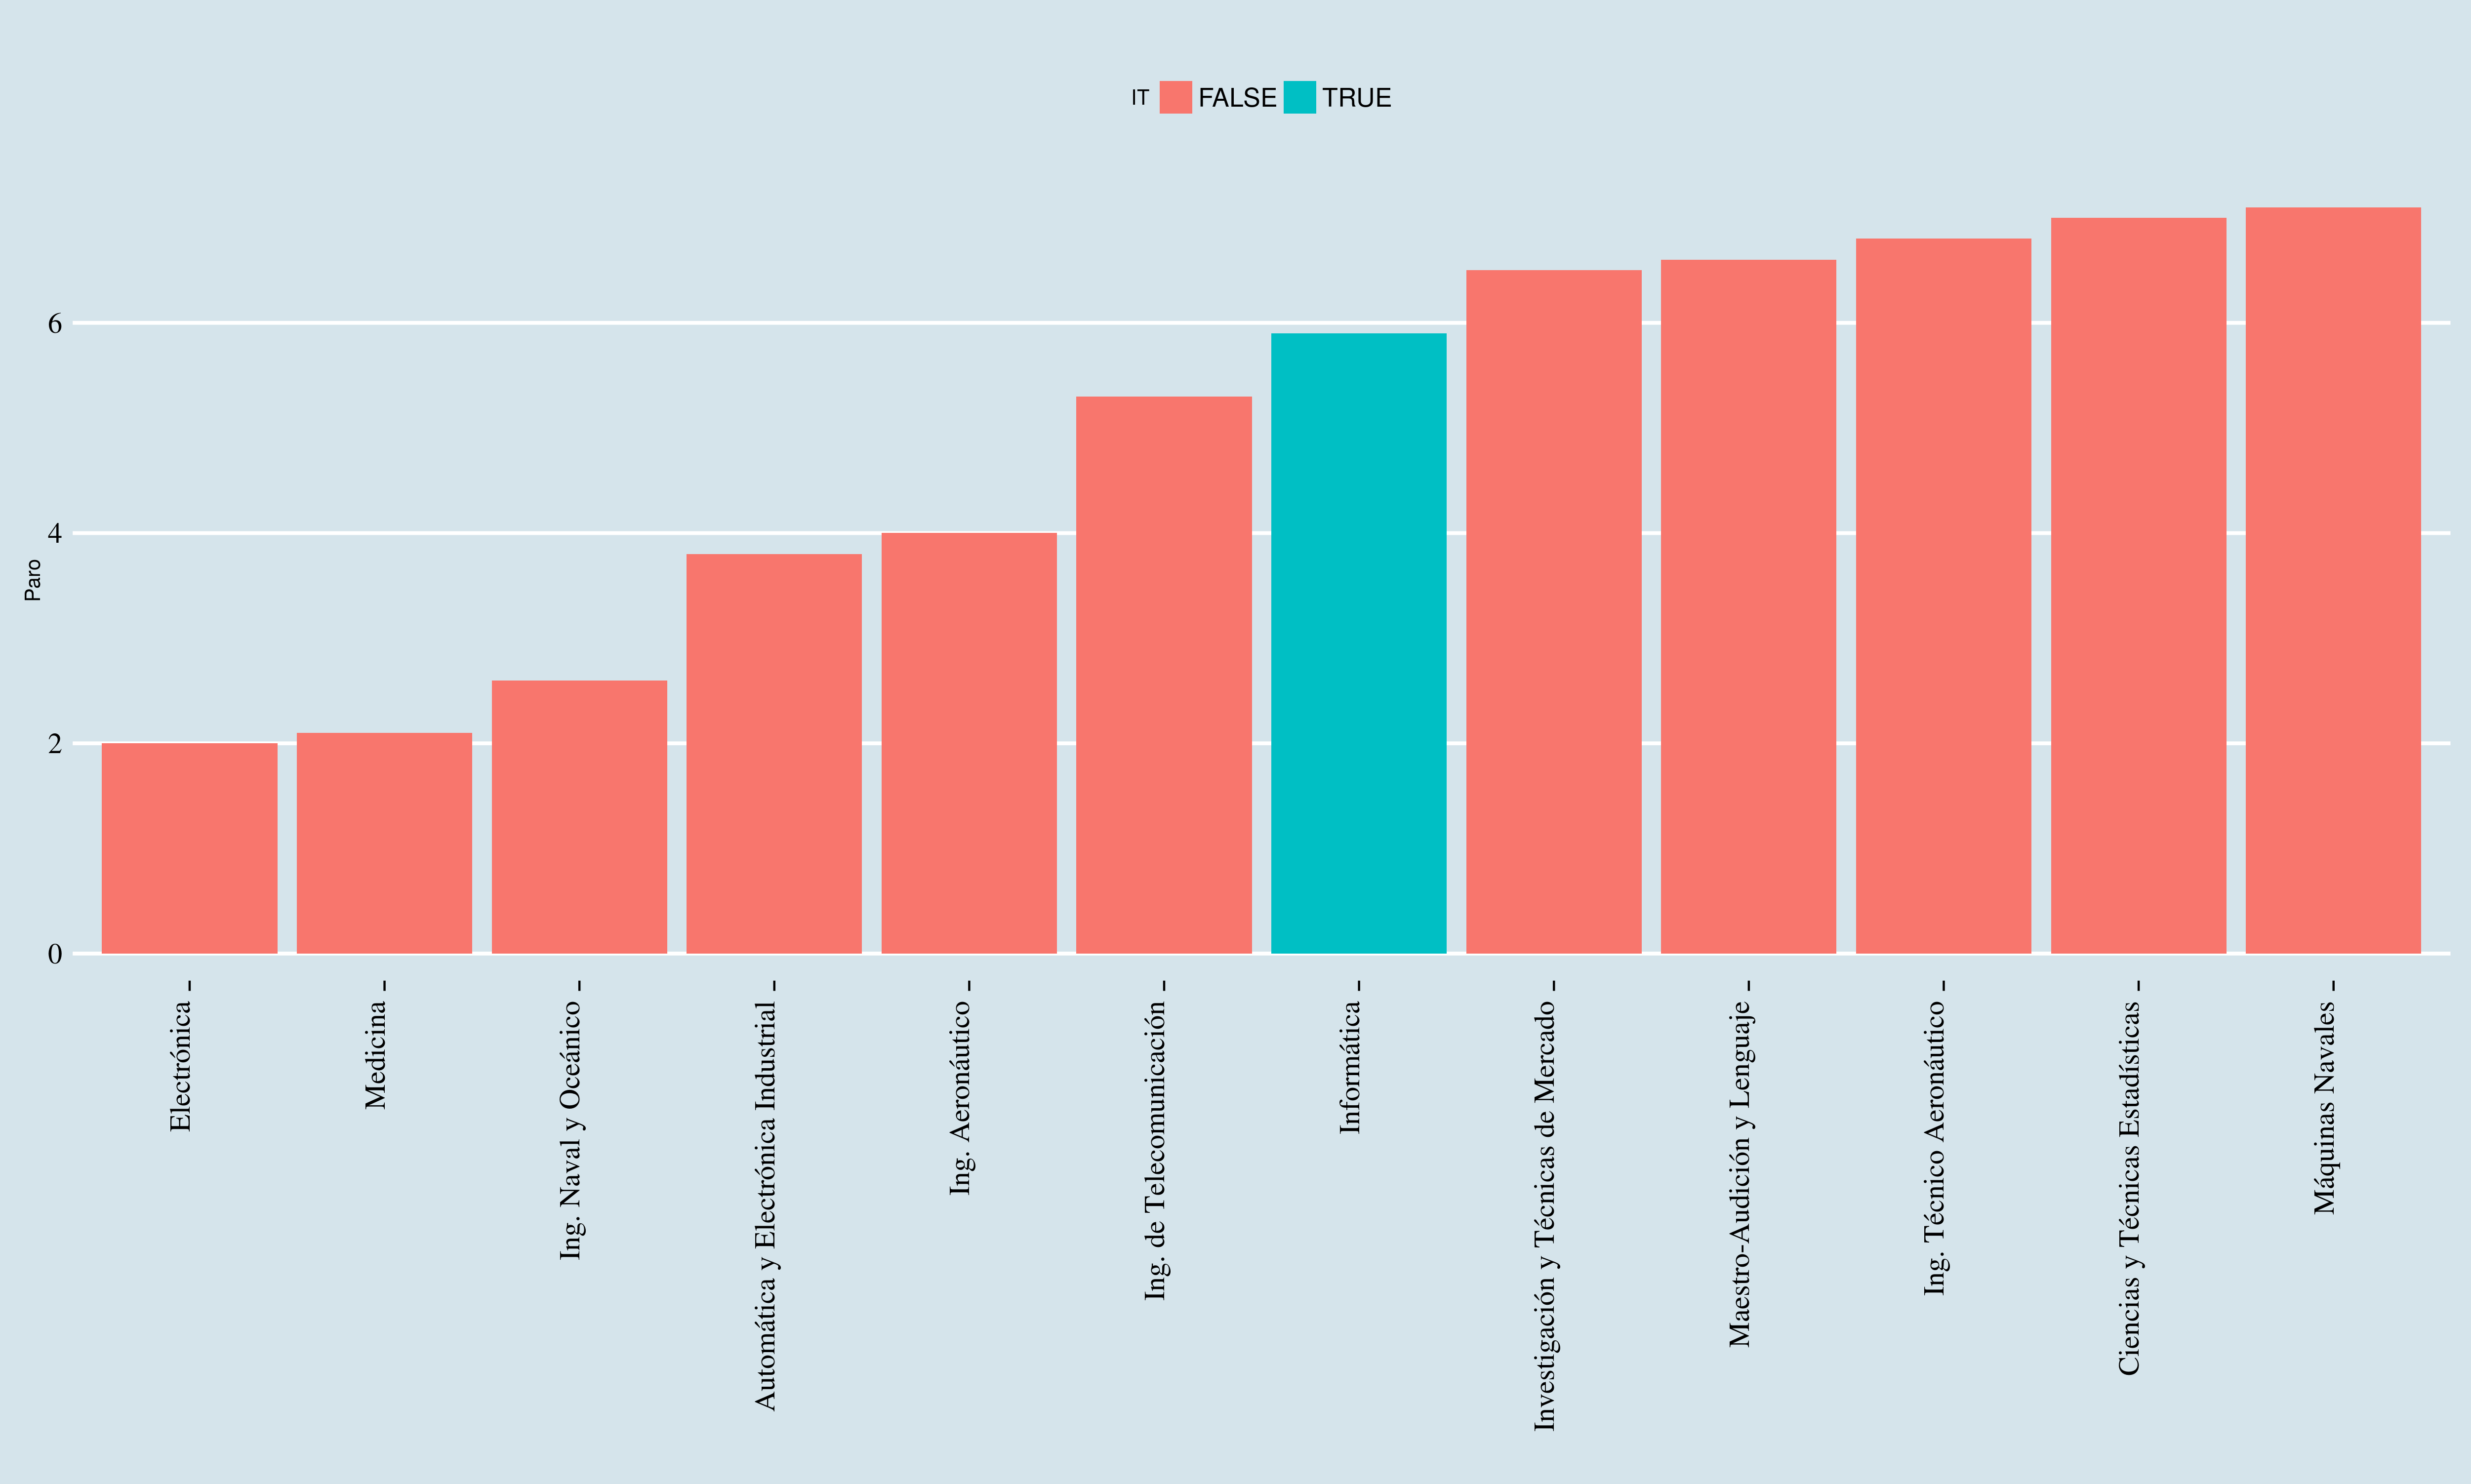 IT FALSE TRUE
Paro
6
4
2
0
Electrónica
Medicina
Ing. Naval y Oceánico
Automática y Electrónica Industrial
Ing. Aeronáutico
Ing. de Telecomunicación
Informática
Investigación y Técnicas de Mercado
Maestro-Audición y Lenguaje
Ing. Técnico Aeronáutico
Ciencias y Técnicas Estadísticas
Máquinas Navales